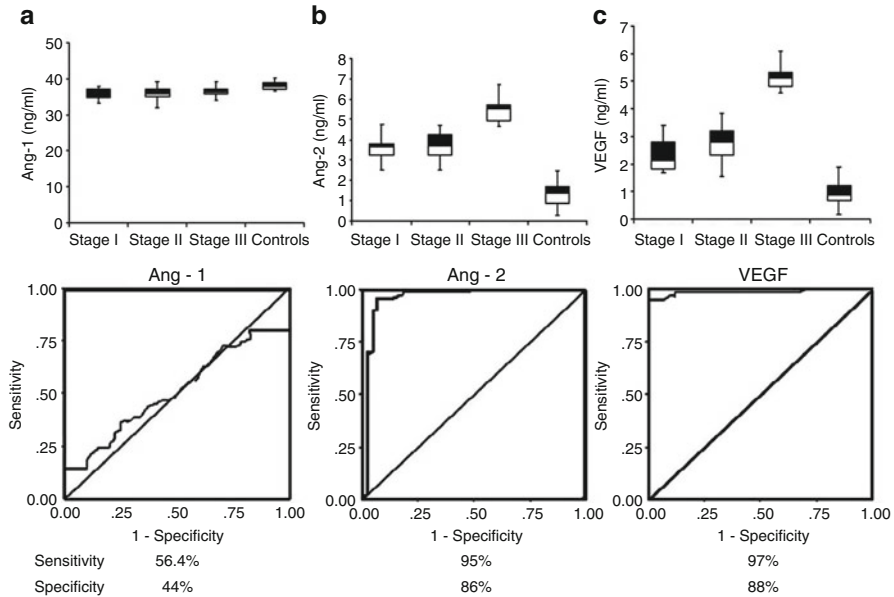 a
Ang-1 (ng/ml)
50
40
30
20
10
0
Stage I Stage II Stage III Controls
b
Ang-2 (ng/ml)
8
7
6
5
4
3
2
1
0
Stage I Stage II Stage III Controls
c
VEGF (ng/ml)
7
6
5
4
3
2
1
0
Stage I Stage II Stage III Controls
Ang - 1
Sensitivity
1.00
.75
.50
.25
0.00
0.00 .25 .50 .75 1.00
1 - Specificity
Ang - 2
Sensitivity
1.00
.75
.50
.25
0.00
0.00 .25 .50 .75 1.00
1 - Specificity
VEGF
Sensitivity
1.00
.75
.50
.25
0.00
0.00 .25 .50 .75 1.00
1 - Specificity
Sensitivity 56.4% 95% 97%
Specificity 44% 86% 88%